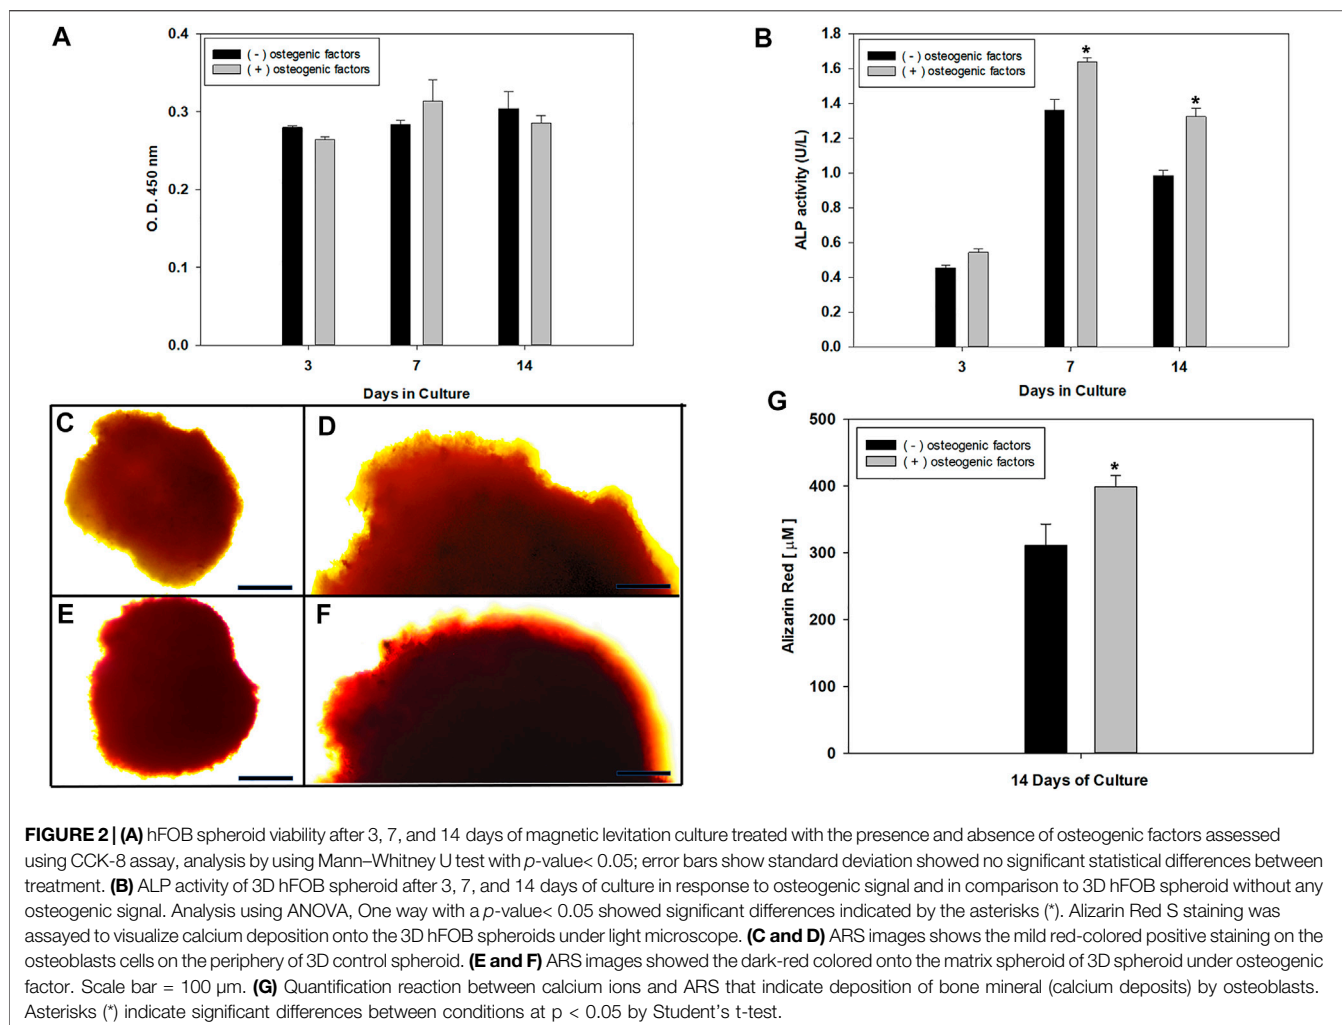 A
0.4
0.3
0.2
0.1
0.0
O. D. 450 nm
( - ) ostegenic factors
( + ) osteogenic factors
3 7 14
Days in Culture
B
1.8
1.6
1.4
1.2
1.0
0.8
0.6
0.4
0.2
0.0
ALP activity (U/L)
( - ) osteogenic factors
( + ) osteogenic factors
*
*
3 7 14
Days in Culture
C
D
E
F
G
500
400
300
200
100
0
Alizarin Red [ µM ]
( - ) osteogenic factors
( + ) osteogenic factors
*
14 Days of Culture
FIGURE 2 | (A) hFOB spheroid viability after 3, 7, and 14 days of magnetic levitation culture treated with the presence and absence of osteogenic factors assessed
using CCK-8 assay, analysis by using Mann–Whitney U test with p-value< 0.05; error bars show standard deviation showed no significant statistical differences between
treatment. (B) ALP activity of 3D hFOB spheroid after 3, 7, and 14 days of culture in response to osteogenic signal and in comparison to 3D hFOB spheroid without any
osteogenic signal. Analysis using ANOVA, One way with a p-value< 0.05 showed significant differences indicated by the asterisks (*). Alizarin Red S staining was
assayed to visualize calcium deposition onto the 3D hFOB spheroids under light microscope. (C and D) ARS images shows the mild red-colored positive staining on the
osteoblasts cells on the periphery of 3D control spheroid. (E and F) ARS images showed the dark-red colored onto the matrix spheroid of 3D spheroid under osteogenic
factor. Scale bar = 100 µm. (G) Quantification reaction between calcium ions and ARS that indicate deposition of bone mineral (calcium deposits) by osteoblasts.
Asterisks (*) indicate significant differences between conditions at p < 0.05 by Student's t-test.